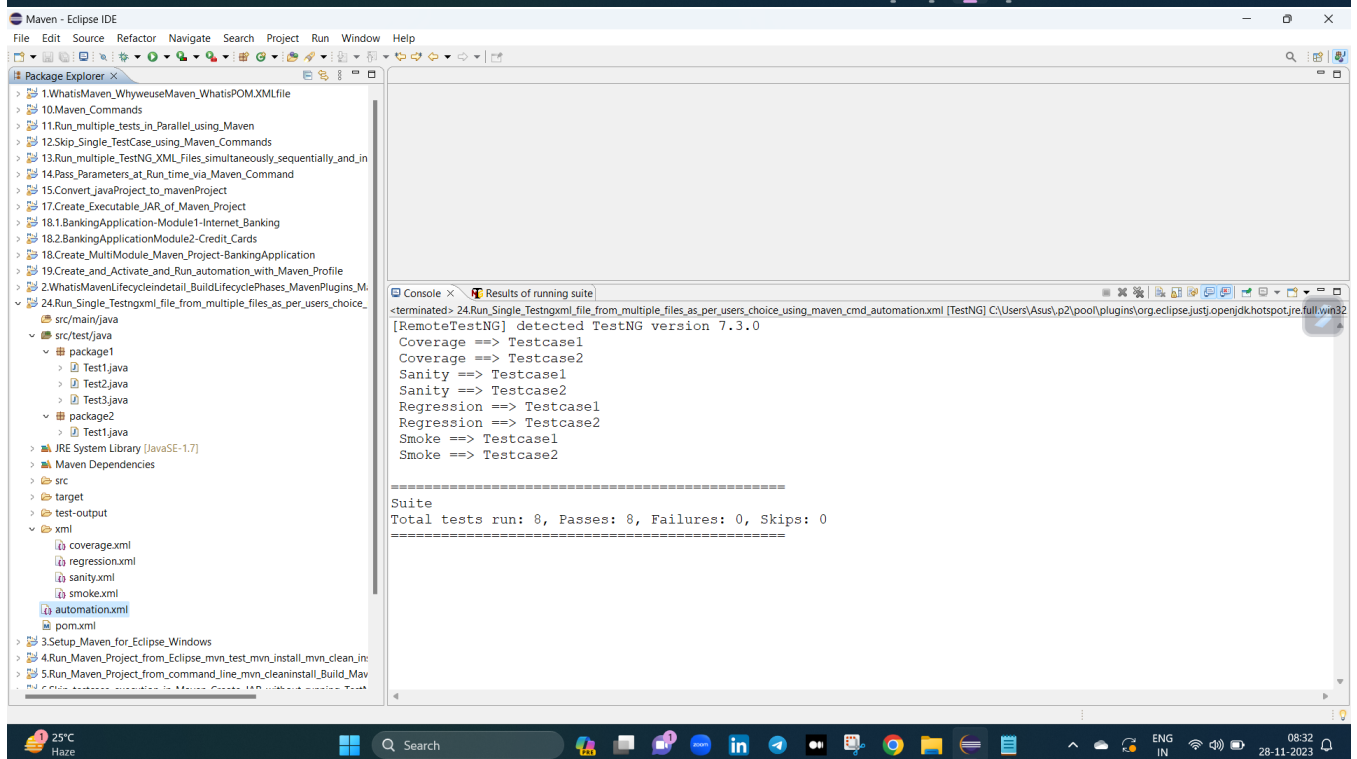 Maven - Eclipse IDE
File Edit Source Refactor Navigate Search Project Run Window Help
Package Explorer
1.WhatisMaven_WhyweuseMaven_WhatisPOM.XMLfile
10.Maven_Commands
11.Run_multiple_tests_in_Parallel_using_Maven
12.Skip_Single_TestCase_using_Maven_Commands
13.Run_multiple_TestNG_XML_Files_simultaneously_sequentially_and_in
14.Pass_Parameters_at_Run_time_via_Maven_Command
15.Convert_javaProject_to_mavenProject
17.Create_Executable_JAR_of_Maven_Project
18.1.BankingApplication-Module1-Internet_Banking
18.2.BankingApplicationModule2-Credit_Cards
18.Create_MultiModule_Maven_Project-BankingApplication
19.Create_and_Activate_and_Run_automation_with_Maven_Profile
2.WhatisMavenLifecycleindetail_BuildLifecyclePhases_MavenPlugins_M
24.Run_Single_Testngxml_file_from_multiple_files_as_per_users_choice_
src/main/java
src/test/java
package1
Test1.java
Test2.java
Test3.java
package2
Test1.java
JRE System Library [JavaSE-1.7]
Maven Dependencies
src
target
test-output
xml
coverage.xml
regression.xml
sanity.xml
smoke.xml
automation.xml
pom.xml
3.Setup_Maven_for_Eclipse_Windows
4.Run_Maven_Project_from_Eclipse_mvn_test_mvn_install_mvn_clean_in
5.Run_Maven_Project_from_command_line_mvn_cleaninstall_Build_Mav
Console Results of running suite
<terminated> 24.Run_Single_Testngxml_file_from_multiple_files_as_per_users_choice_using_maven_cmd_automation.xml [TestNG] C:\Users\Asus\.p2\pool\plugins\org.eclipse.justj.openjdk.hotspot.jre.full.win32
[RemoteTestNG] detected TestNG version 7.3.0
Coverage ==> Testcase1
Coverage ==> Testcase2
Sanity ==> Testcase1
Sanity ==> Testcase2
Regression ==> Testcase1
Regression ==> Testcase2
Smoke ==> Testcase1
Smoke ==> Testcase2
===============================================
Suite
Total tests run: 8, Passes: 8, Failures: 0, Skips: 0
===============================================
1
25°C
Haze
Search
PRE
1
zoom
in
ENG
IN
08:32
28-11-2023